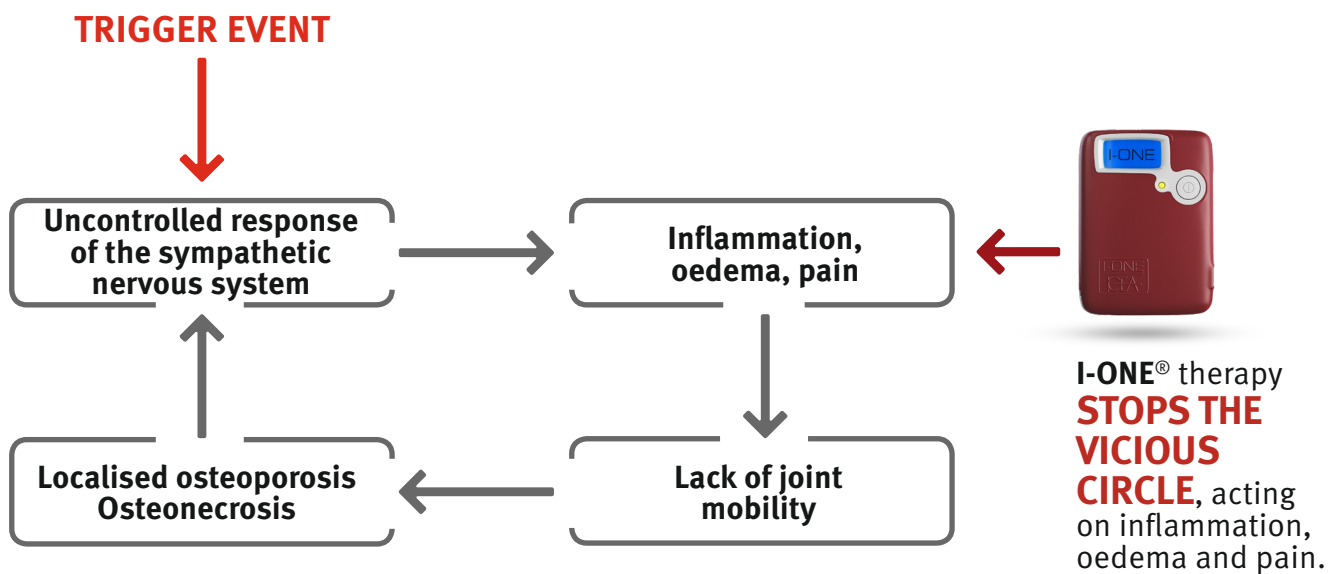 TRIGGER EVENT
Uncontrolled response
of the sympathetic
nervous system
Inflammation,
oedema, pain
I-ONE
I-ONE
Localised osteoporosis
Osteonecrosis
Lack of joint
mobility
I-ONE® therapy
STOPS THE
VICIOUS
CIRCLE, acting
on inflammation,
oedema and pain.